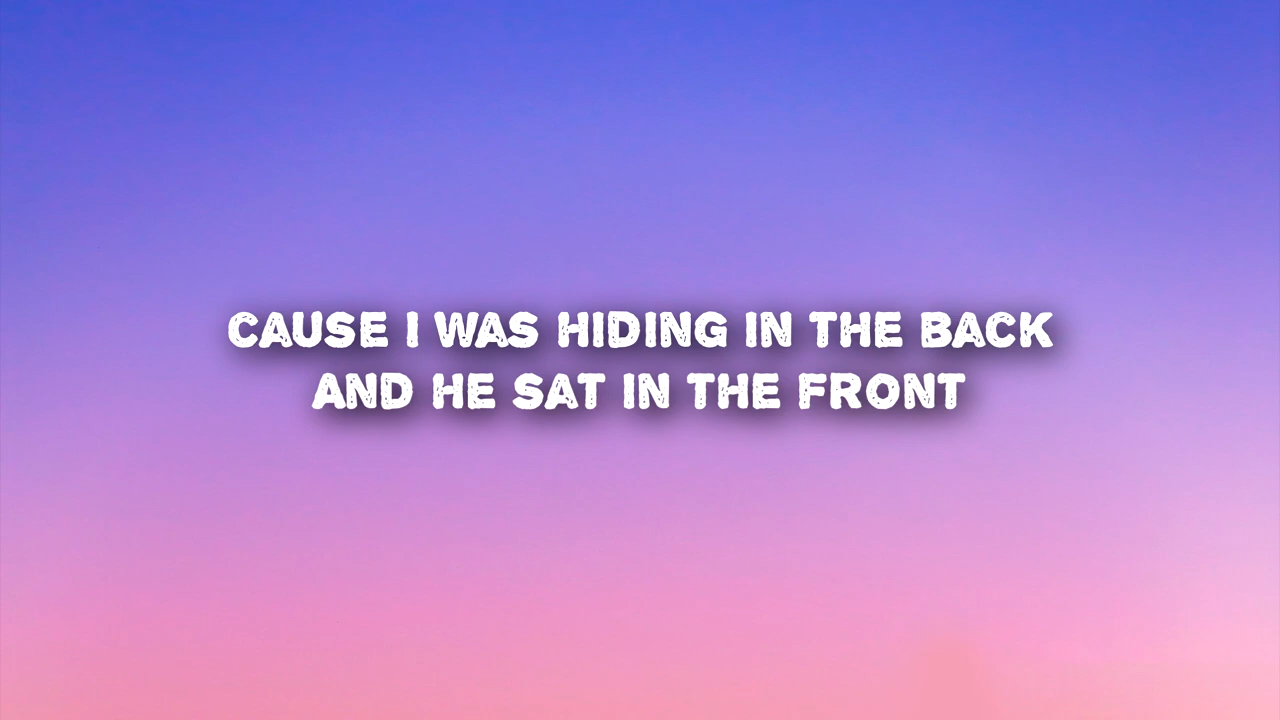 CAUSE I WAS HIDING IN THE BACK
AND HE SAT IN THE FRONT